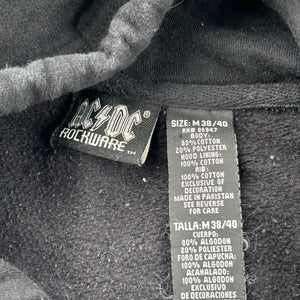 AC⚡DC®
ROCKWARE™
SIZE: M 38/40
RN# 86947
BODY:
80% COTTON
20% POLYESTER
HOOD LINING:
100% COTTON
RIB:
100% COTTON
EXCLUSIVE OF
DECORATION
MADE IN PAKISTAN
SEE REVERSE
FOR CARE
TALLA: M 38/40
CUERPO:
80% ALGODON
20% POLIESTER
FORO DE CAPUCHA:
100% ALGODON
ACANALADO:
100% ALGODON
EXCLUSIVO
DE DECORACIONES